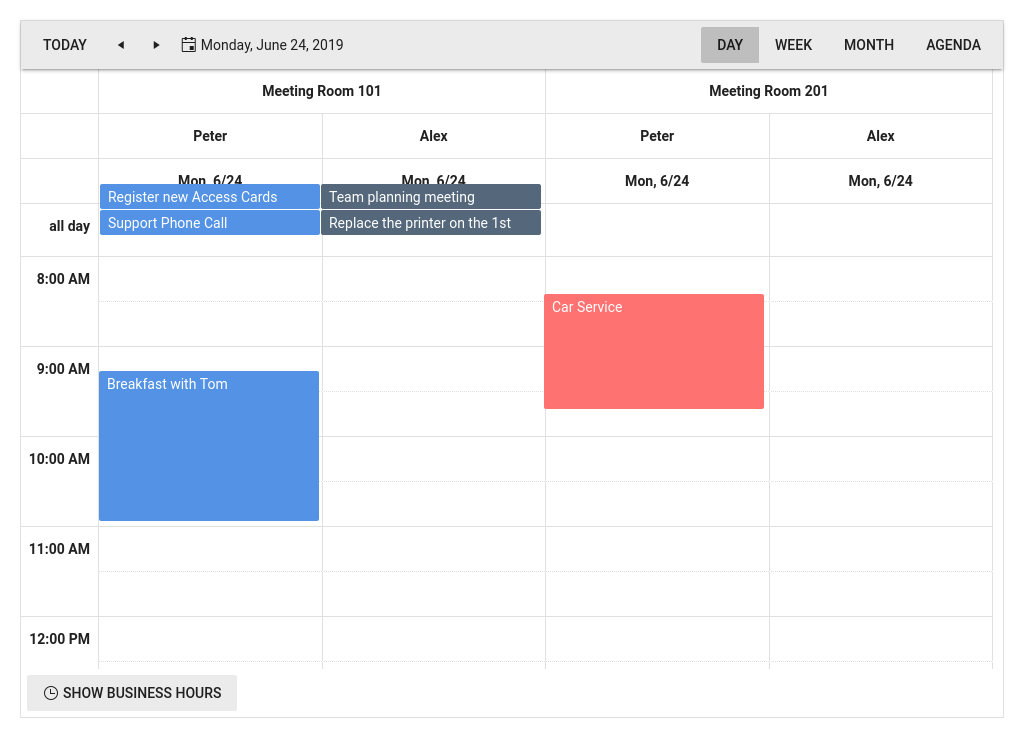 TODAY Monday, June 24, 2019 DAY WEEK MONTH AGENDA
Meeting Room 101 Meeting Room 201
Peter Alex Peter Alex
Mon, 6/24 Mon, 6/24 Mon, 6/24 Mon, 6/24
Register new Access Cards Team planning meeting
Support Phone Call Replace the printer on the 1st
all day
8:00 AM
Car Service
9:00 AM
Breakfast with Tom
10:00 AM
11:00 AM
12:00 PM
SHOW BUSINESS HOURS